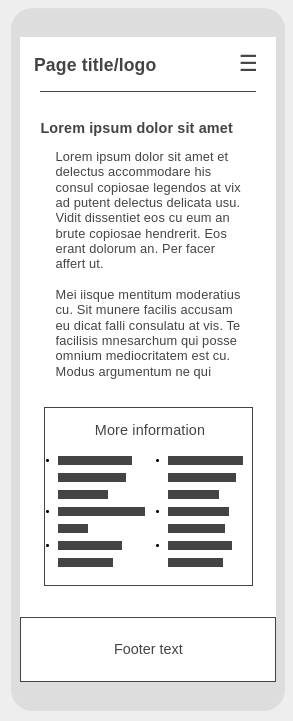 Page title/logo ☰
Lorem ipsum dolor sit amet
Lorem ipsum dolor sit amet et
delectus accommodare his
consul copiosae legendos at vix
ad putent delectus delicata usu.
Vidit dissentiet eos cu eum an
brute copiosae hendrerit. Eos
erant dolorum an. Per facer
affert ut.
Mei iisque mentitum moderatius
cu. Sit munere facilis accusam
eu dicat falli consulatu at vis. Te
facilisis mnesarchum qui posse
omnium mediocritatem est cu.
Modus argumentum ne qui
More information
Footer text